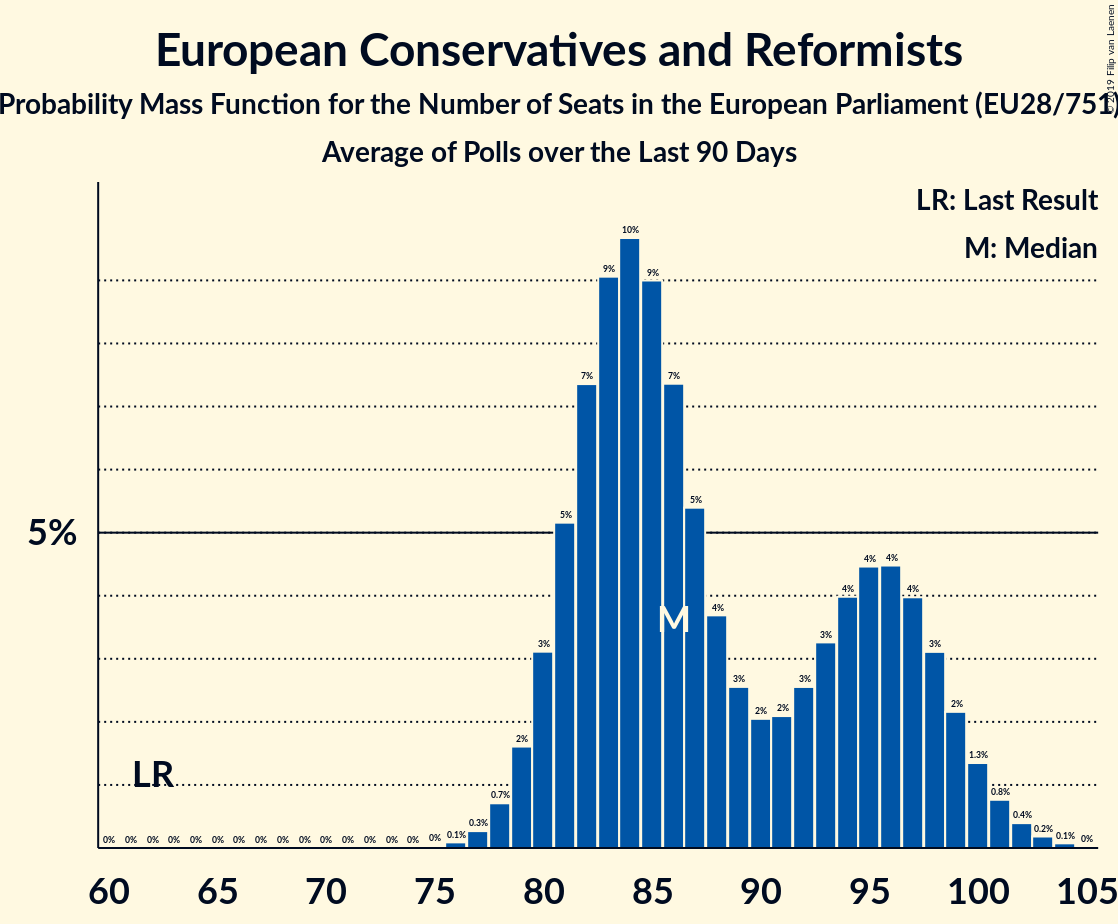 European Conservatives and Reformists
Probability Mass Function for the Number of Seats in the European Parliament (EU28/751)
Average of Polls over the Last 90 Days
© 2019 Filip van Laenen
LR: Last Result
M: Median
5%
0% 0% 0% 0% 0% 0% 0% 0% 0% 0% 0% 0% 0% 0% 0% 0% 0.1% 0.3% 0.7% 2% 3% 5% 7% 9% 10% 9% 7% 5% 4% 3% 2% 2% 3% 3% 4% 4% 4% 4% 3% 2% 1.3% 0.8% 0.4% 0.2% 0.1% 0%
M
LR
60 65 70 75 80 85 90 95 100 105